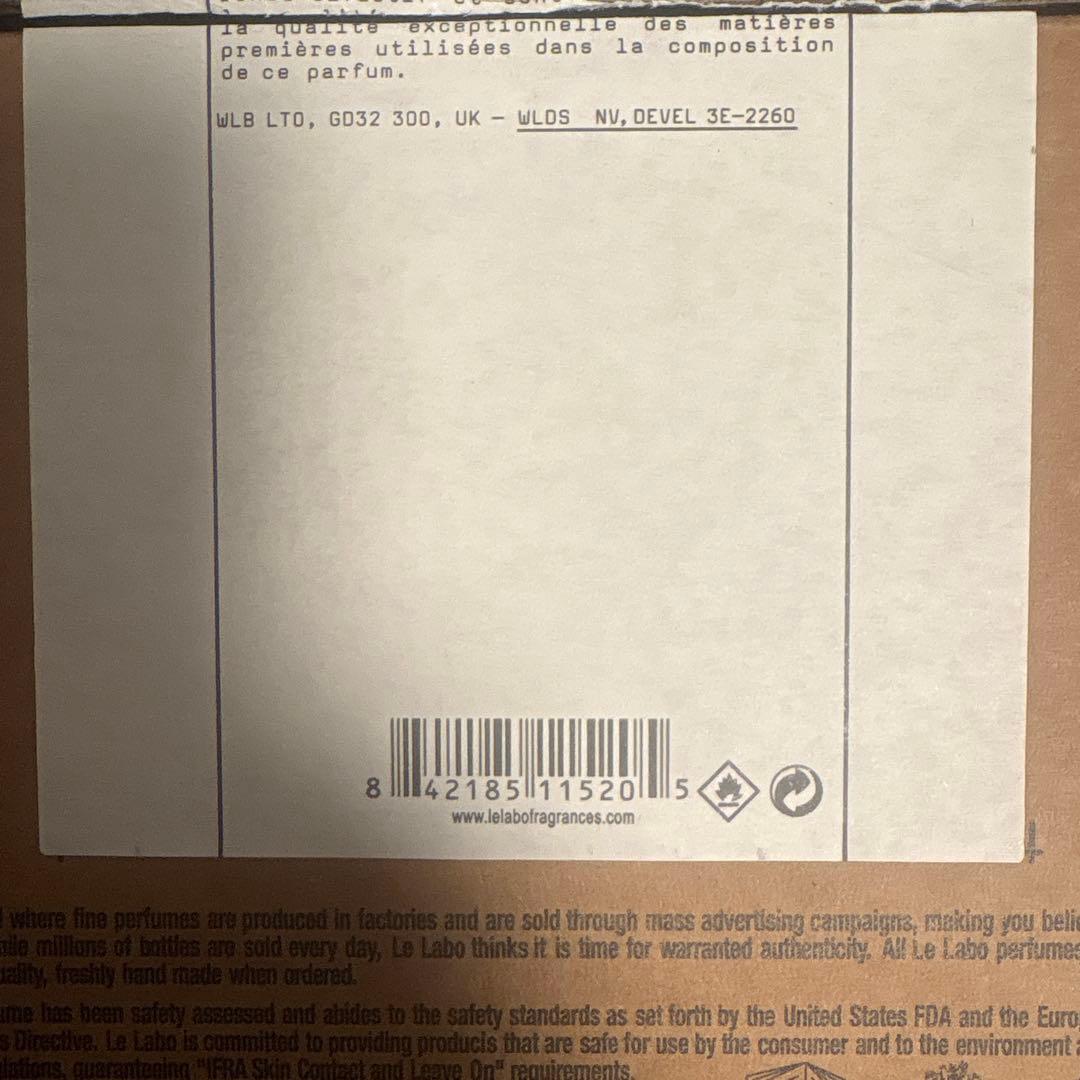 la qualité exceptionnelle des matières
premières utilisées dans la composition
de ce parfum.
WLB LTD, GD32 3DD, UK – WLDS NV, DEVEL 3E-2260
8 42185 11520 5
www.lelabofragrances.com
where fine perfumes are produced in factories and are sold through mass advertising campaigns, making you
millions of bottles are sold every day, Le Labo thinks it is time for warranted authenticity. All Le Labo perfumes
freshly hand made when ordered.
has been safety assessed and abides to the safety standards as set forth by the United States FDA and the
Directive. Le Labo is committed to providing products that are safe for use by the consumer and to the environment
guaranteeing "IFRA Skin Contact and Leave On" requirements.